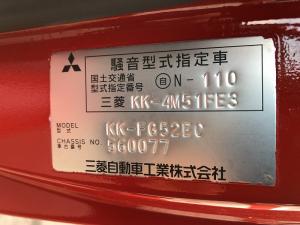 騒音型式指定車
国土交通省
型式指定番号 自N-110
三菱 KK-4M51FE3
MODEL
型式 KK-FG52EC
CHASSIS NO.
車台番号 560077
三菱自動車工業株式会社